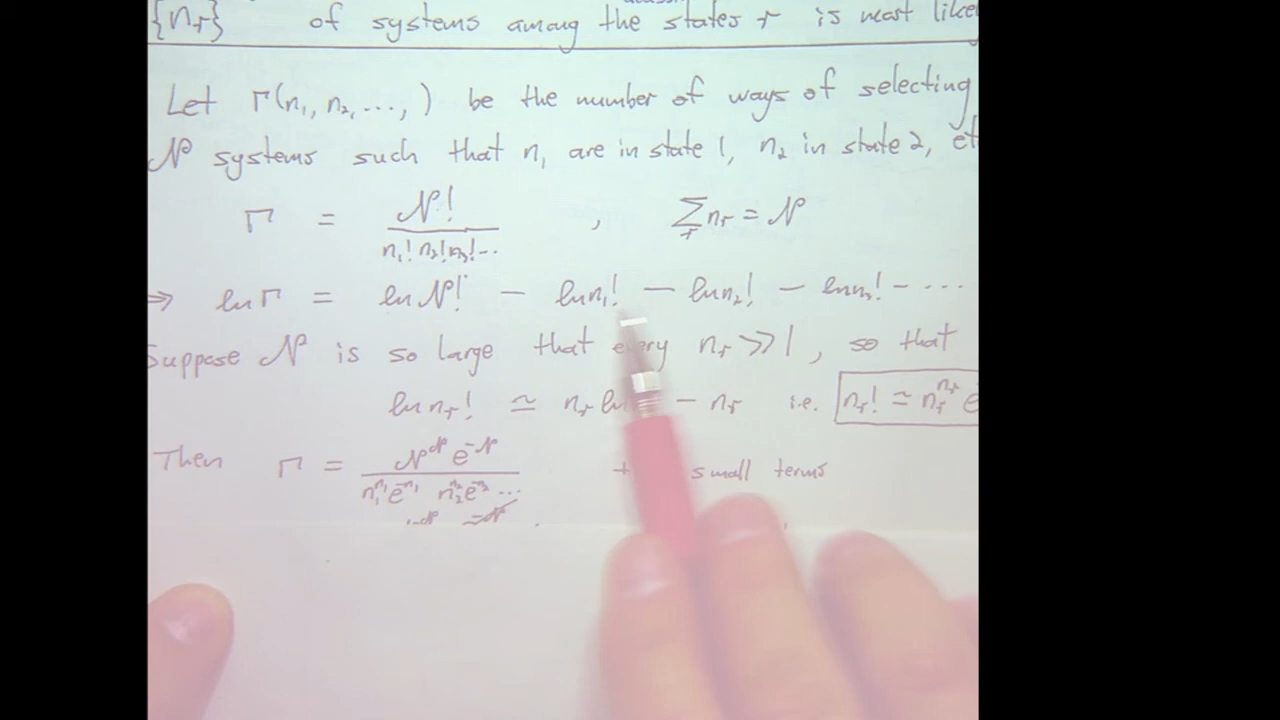 {nᵣ} of systems among the states r is most like
Let Γ(n₁, n₂, ..., ) be the number of ways of selecting
𝒩 systems such that n₁ are in state 1, n₂ in state 2, et
Γ = 𝒩! / n₁! n₂! n₃! ... , Σᵣ nᵣ = 𝒩
⇒ ln Γ = ln 𝒩! − ln n₁! − ln n₂! − ln n₃! − ...
Suppose 𝒩 is so large that every nᵣ >> 1, so that
ln nᵣ! ≃ nᵣ ln − nᵣ i.e. nᵣ! ≃ nᵣ^nᵣ e
Then Γ = 𝒩^𝒩 e^-𝒩 / n₁^n₁ e^-n₁ n₂^n₂ e^-n₂ ... + small terms